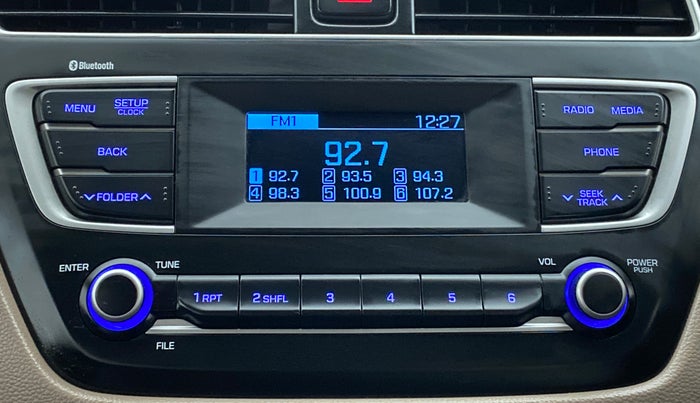 Bluetooth
MENU SETUP CLOCK
RADIO MEDIA
FM1 12:27
92.7
1 92.7 2 93.5 3 94.3
4 98.3 5 100.9 6 107.2
BACK
PHONE
FOLDER
SEEK TRACK
ENTER TUNE
VOL POWER PUSH
1 RPT 2 SHFL 3 4 5 6
FILE